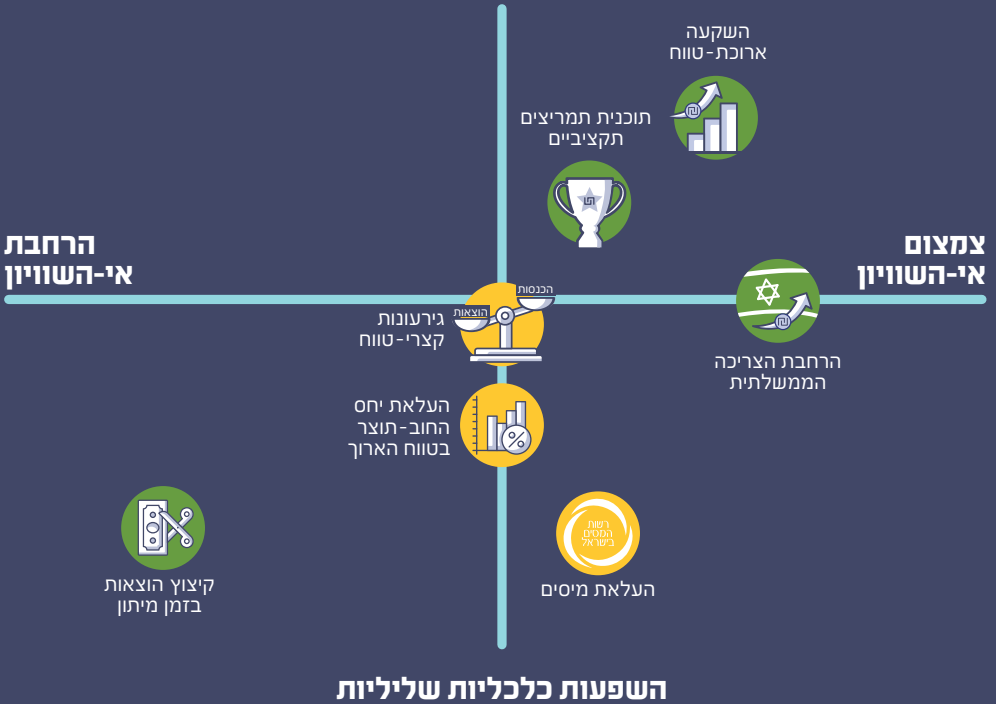 השקעה
ארוכת-טווח
תוכנית תמריצים
תקציביים
צמצום
אי-השוויון
הרחבת
אי-השוויון
הכנסות
הוצאות
גירעונות
קצרי-טווח
הרחבת הצריכה
הממשלתית
העלאת יחס
החוב-תוצר
בטווח הארוך
%
רשות
המסים
בישראל
העלאת מיסים
קיצוץ הוצאות
בזמן מיתון
השפעות כלכליות שליליות